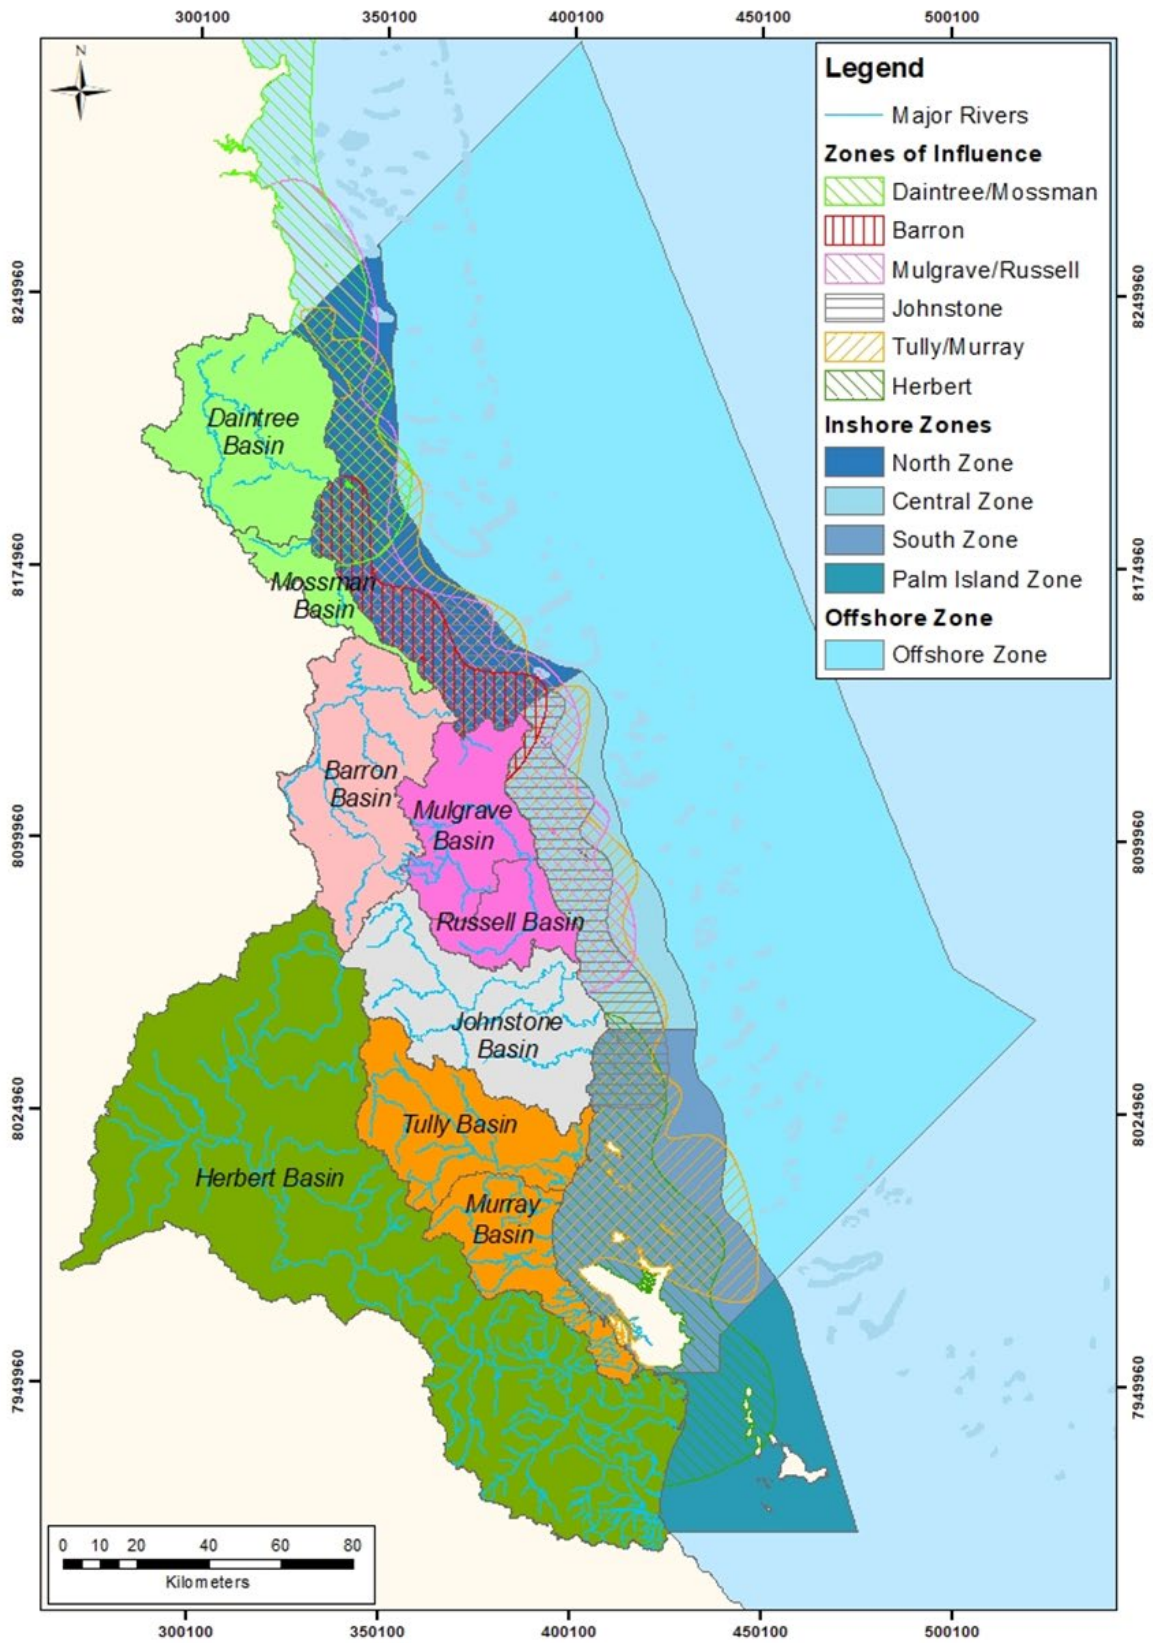 300100 350100 400100 450100 500100
N
Legend
Major Rivers
Zones of Influence
Daintree/Mossman
Barron
Mulgrave/Russell
Johnstone
Tully/Murray
Herbert
Inshore Zones
North Zone
Central Zone
South Zone
Palm Island Zone
Offshore Zone
Offshore Zone
8249960 8249960
Daintree
Basin
8174960 8174960
Mossman
Basin
Barron
Basin
Mulgrave
Basin
8099960 8099960
Russell Basin
Johnstone
Basin
8024960 8024960
Tully Basin
Herbert Basin
Murray
Basin
7949960 7949960
0 10 20 40 60 80
Kilometers
300100 350100 400100 450100 500100